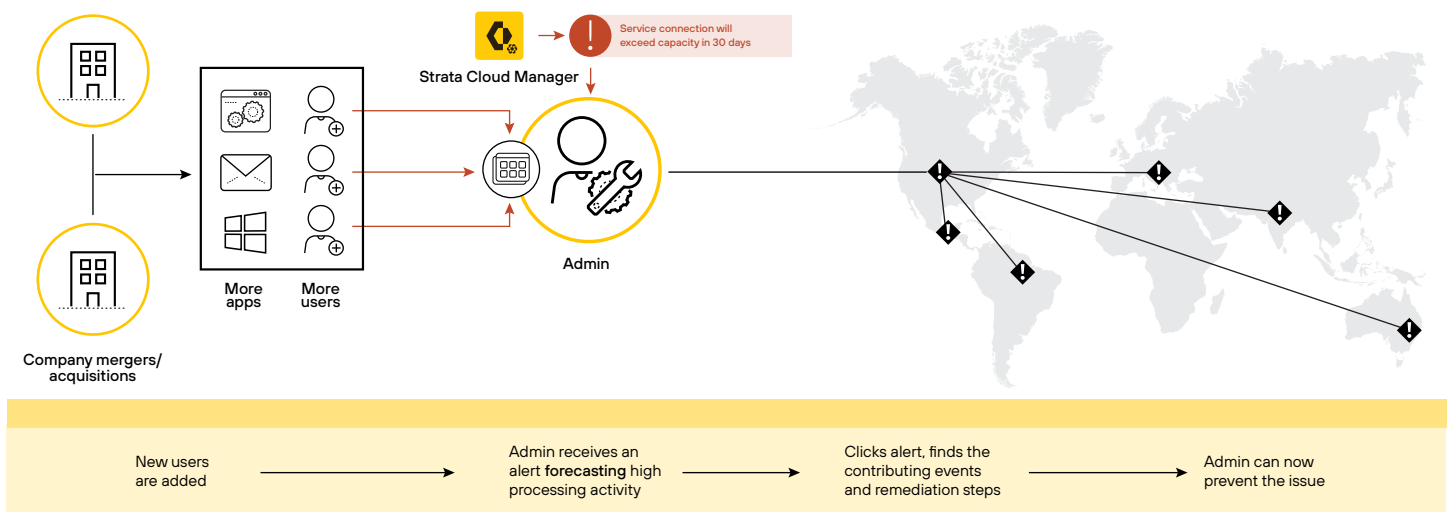 Service connection will
exceed capacity in 30 days
Strata Cloud Manager
More
apps
More
users
Admin
Company mergers/
acquisitions
New users
are added
Admin receives an
alert forecasting high
processing activity
Clicks alert, finds the
contributing events
and remediation steps
Admin can now
prevent the issue